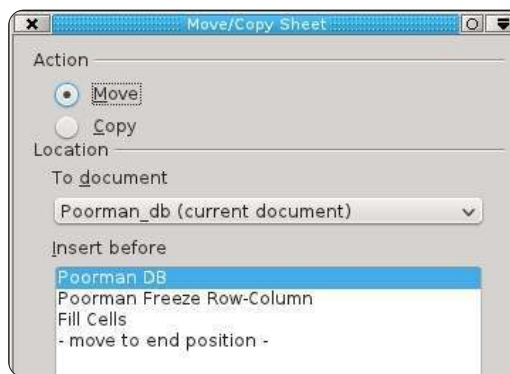 Move/Copy Sheet
Action
Move
Copy
Location
To document
Poorman_db (current document)
Insert before
Poorman DB
Poorman Freeze Row-Column
Fill Cells
- move to end position -